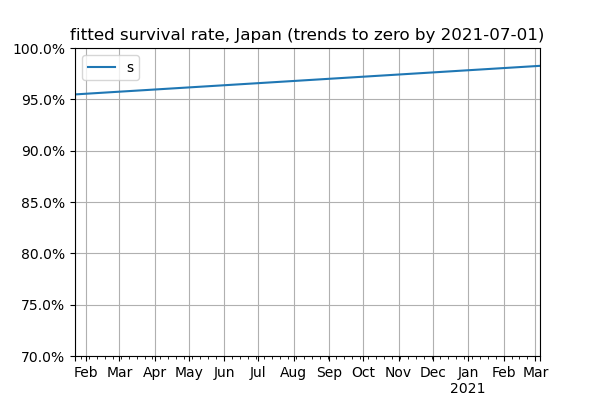 fitted survival rate, Japan (trends to zero by 2021-07-01)
100.0%
s
95.0%
90.0%
85.0%
80.0%
75.0%
70.0%
Feb Mar Apr May Jun Jul Aug Sep Oct Nov Dec Jan Feb Mar
2021